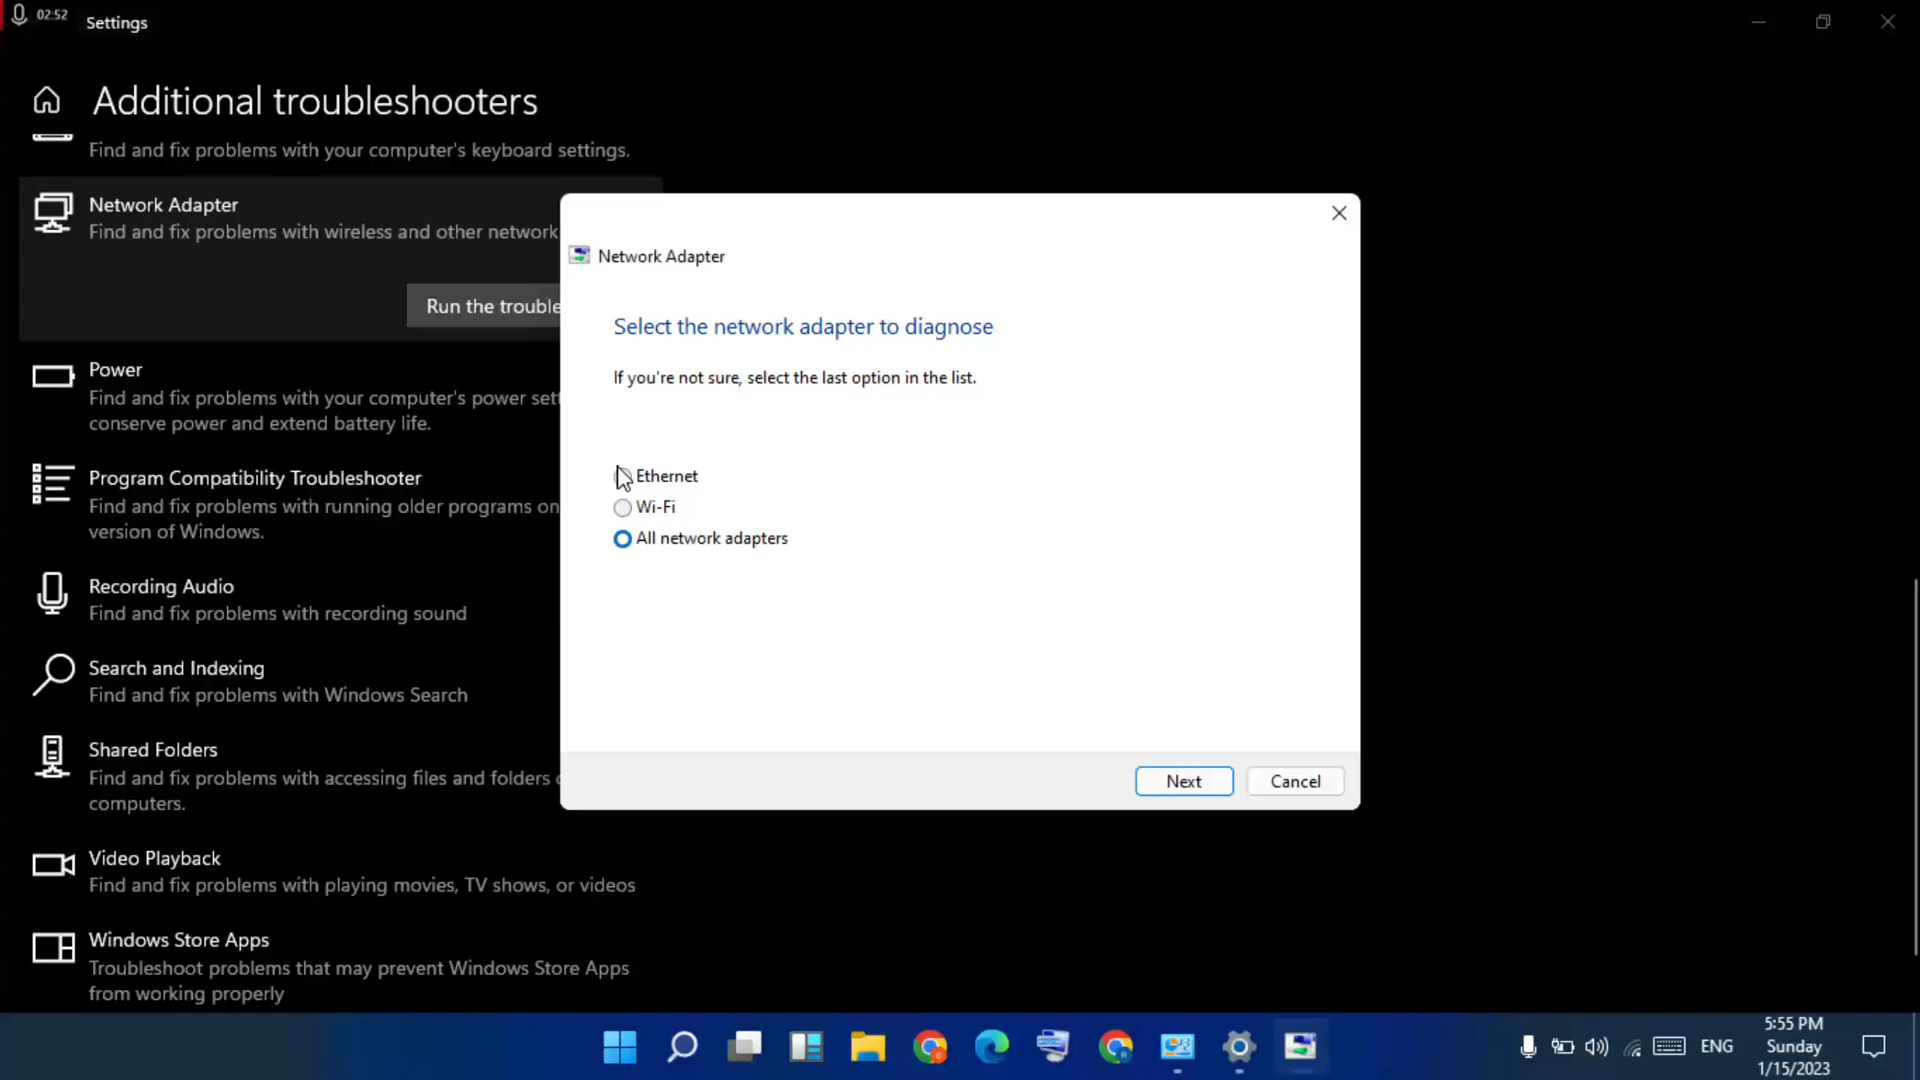 02:52
Settings
Additional troubleshooters
Find and fix problems with your computer's keyboard settings.
Network Adapter
Find and fix problems with wireless and other network
Run the trouble
Power
Find and fix problems with your computer's power set
conserve power and extend battery life.
Program Compatibility Troubleshooter
Find and fix problems with running older programs on
version of Windows.
Recording Audio
Find and fix problems with recording sound
Search and Indexing
Find and fix problems with Windows Search
Shared Folders
Find and fix problems with accessing files and folders
computers.
Video Playback
Find and fix problems with playing movies, TV shows, or videos
Windows Store Apps
Troubleshoot problems that may prevent Windows Store Apps
from working properly
Network Adapter
Select the network adapter to diagnose
If you're not sure, select the last option in the list.
Ethernet
Wi-Fi
All network adapters
Next
Cancel
ENG
5:55 PM
Sunday
1/15/2023